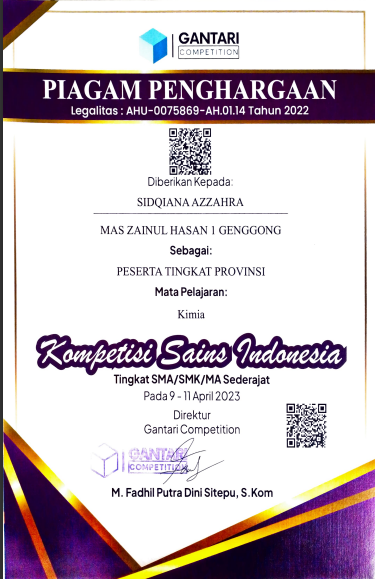 GANTARI
COMPETITION
PIAGAM PENGHARGAAN
Legalitas : AHU-0075869-AH.01.14 Tahun 2022
Diberikan Kepada:
SIDQIANA AZZAHRA
MAS ZAINUL HASAN 1 GENGGONG
Sebagai:
PESERTA TINGKAT PROVINSI
Mata Pelajaran:
Kimia
Kompetisi Sains Indonesia
Tingkat SMA/SMK/MA Sederajat
Pada 9 - 11 April 2023
Direktur
Gantari Competition
GANTARI
COMPETITION
M. Fadhil Putra Dini Sitepu, S.Kom